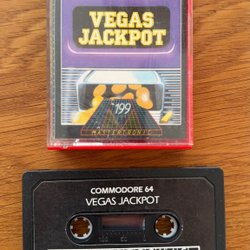 VEGAS
JACKPOT
199
MASTERTRONIC
COMMODORE 64
VEGAS JACKPOT